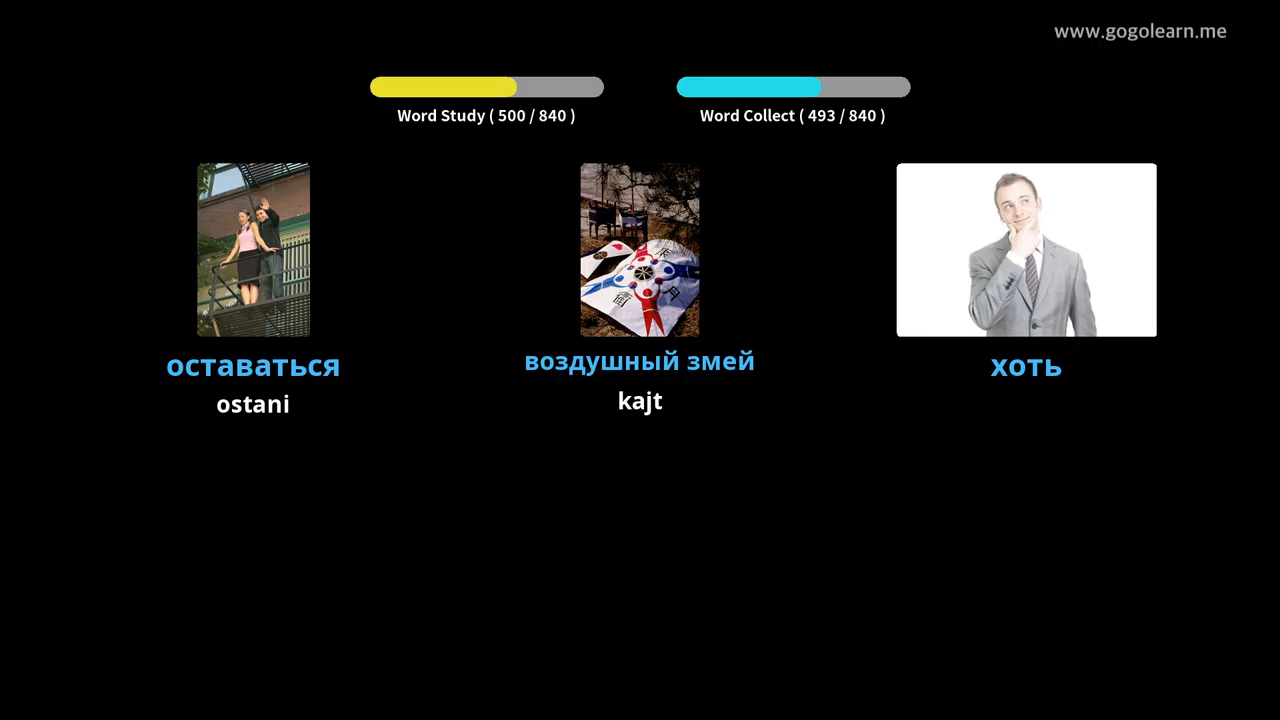 www.gogolearn.me
Word Study ( 500 / 840 )
Word Collect ( 493 / 840 )
оставаться
ostani
воздушный змей
kajt
хоть